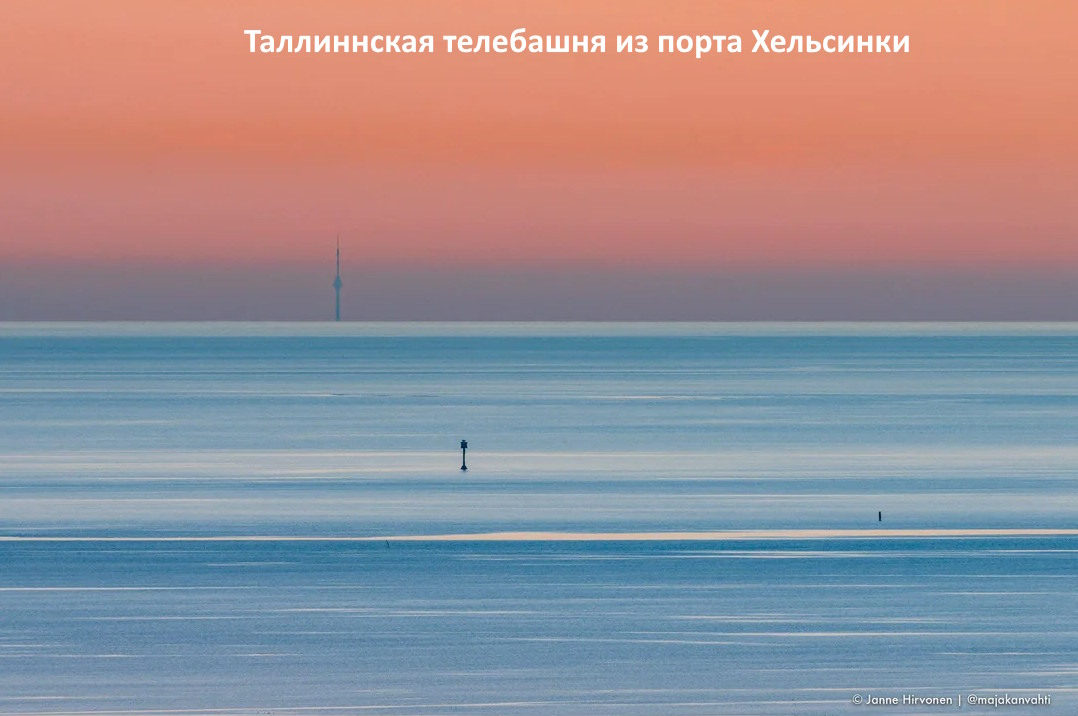 Таллиннская телебашня из порта Хельсинки
© Janne Hirvonen | @majakanvahti